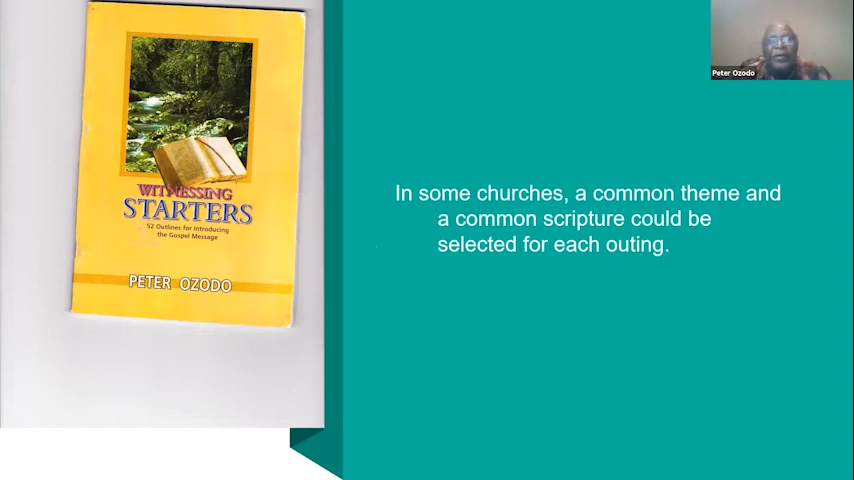 WITNESSING
STARTERS
52 Outlines for Introducing
the Gospel Message
PETER OZODO
In some churches, a common theme and
a common scripture could be
selected for each outing.
Peter Ozodo